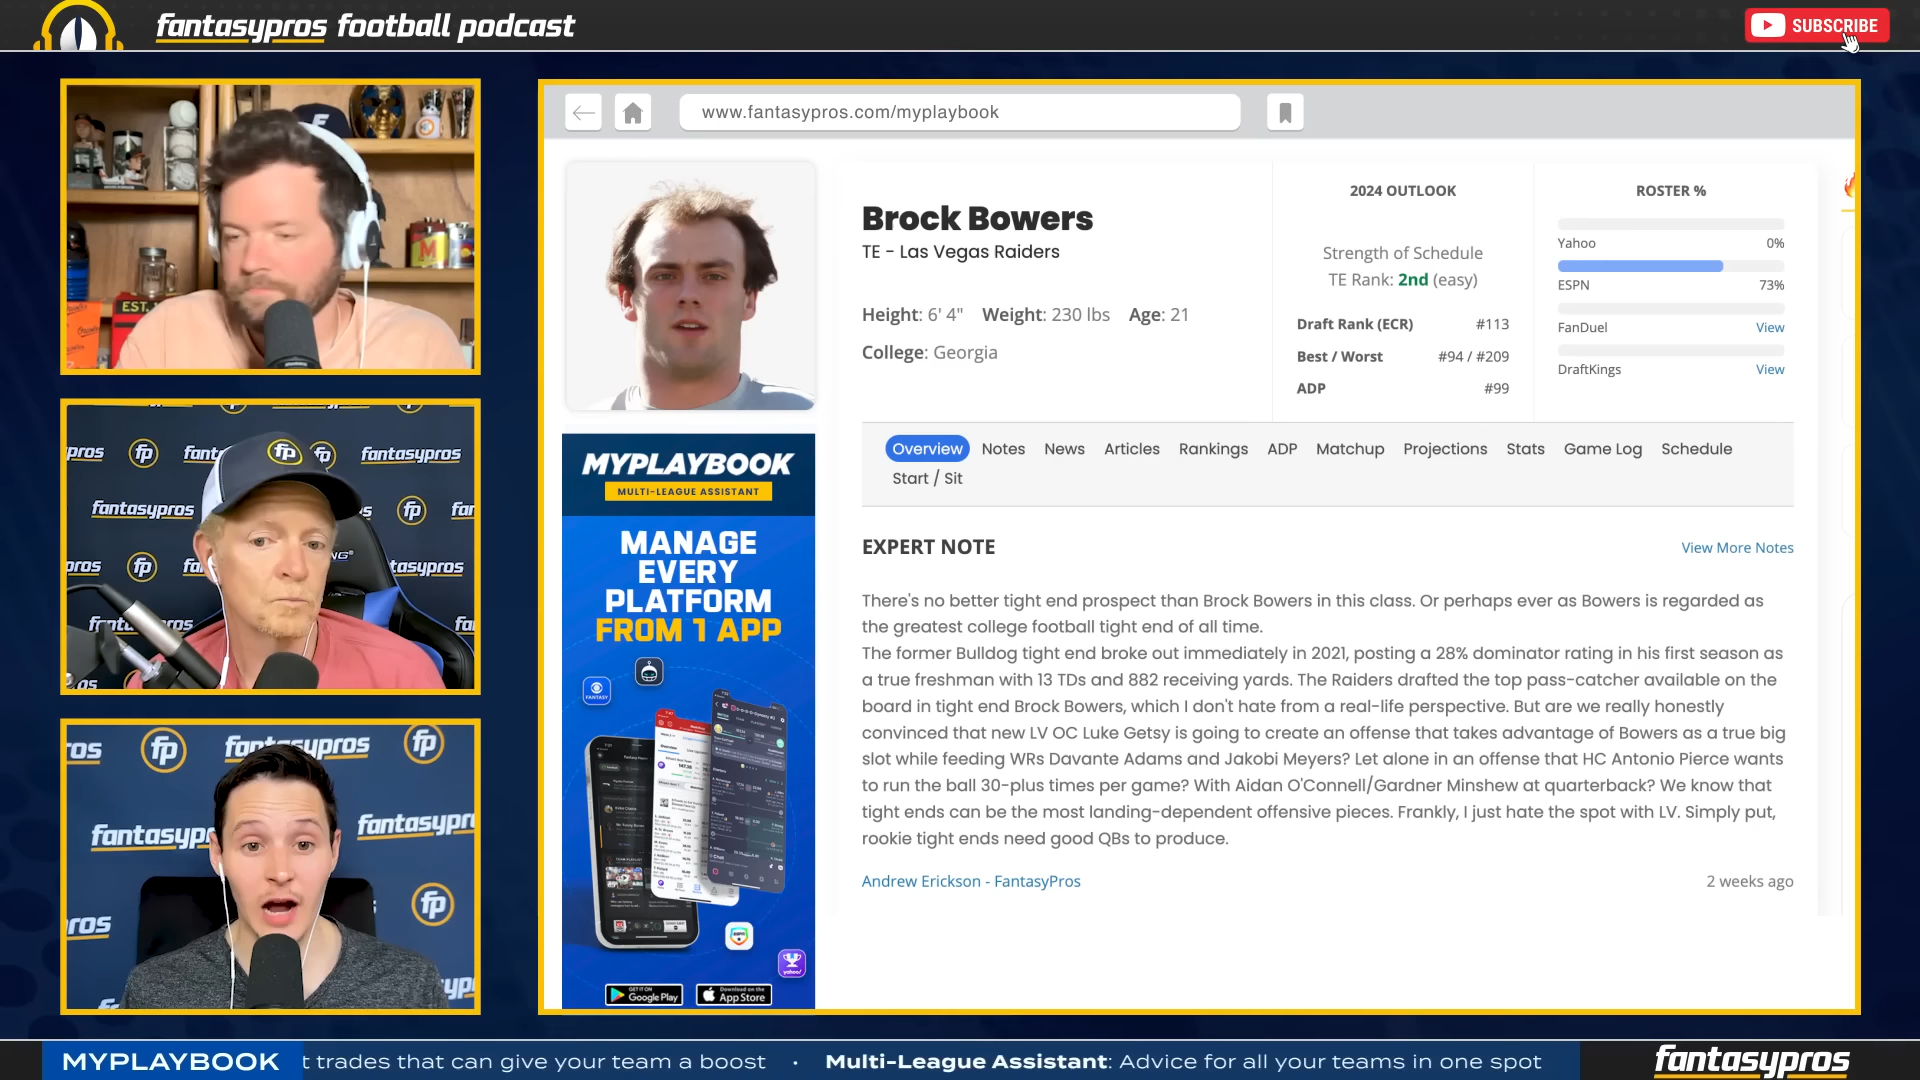 fantasypros football podcast
SUBSCRIBE
EST.
fantasypros
fantasypros
fantasypros
www.fantasypros.com/myplaybook
Brock Bowers
TE - Las Vegas Raiders
Height: 6' 4" Weight: 230 lbs Age: 21
College: Georgia
2024 OUTLOOK
Strength of Schedule
TE Rank: 2nd (easy)
Draft Rank (ECR) #113
Best / Worst #94 / #209
ADP #99
ROSTER %
Yahoo 0%
ESPN 73%
FanDuel View
DraftKings View
Overview Notes News Articles Rankings ADP Matchup Projections Stats Game Log Schedule
Start / Sit
MYPLAYBOOK
MULTI-LEAGUE ASSISTANT
MANAGE
EVERY
PLATFORM
FROM 1 APP
GET IT ON
Google Play
Download on the
App Store
EXPERT NOTE
View More Notes
There's no better tight end prospect than Brock Bowers in this class. Or perhaps ever as Bowers is regarded as
the greatest college football tight end of all time.
The former Bulldog tight end broke out immediately in 2021, posting a 28% dominator rating in his first season as
a true freshman with 13 TDs and 882 receiving yards. The Raiders drafted the top pass-catcher available on the
board in tight end Brock Bowers, which I don't hate from a real-life perspective. But are we really honestly
convinced that new LV OC Luke Getsy is going to create an offense that takes advantage of Bowers as a true big
slot while feeding WRs Davante Adams and Jakobi Meyers? Let alone in an offense that HC Antonio Pierce wants
to run the ball 30-plus times per game? With Aidan O'Connell/Gardner Minshew at quarterback? We know that
tight ends can be the most landing-dependent offensive pieces. Frankly, I just hate the spot with LV. Simply put,
rookie tight ends need good QBs to produce.
Andrew Erickson - FantasyPros
2 weeks ago
MYPLAYBOOK
t trades that can give your team a boost • Multi-League Assistant: Advice for all your teams in one spot
fantasypros